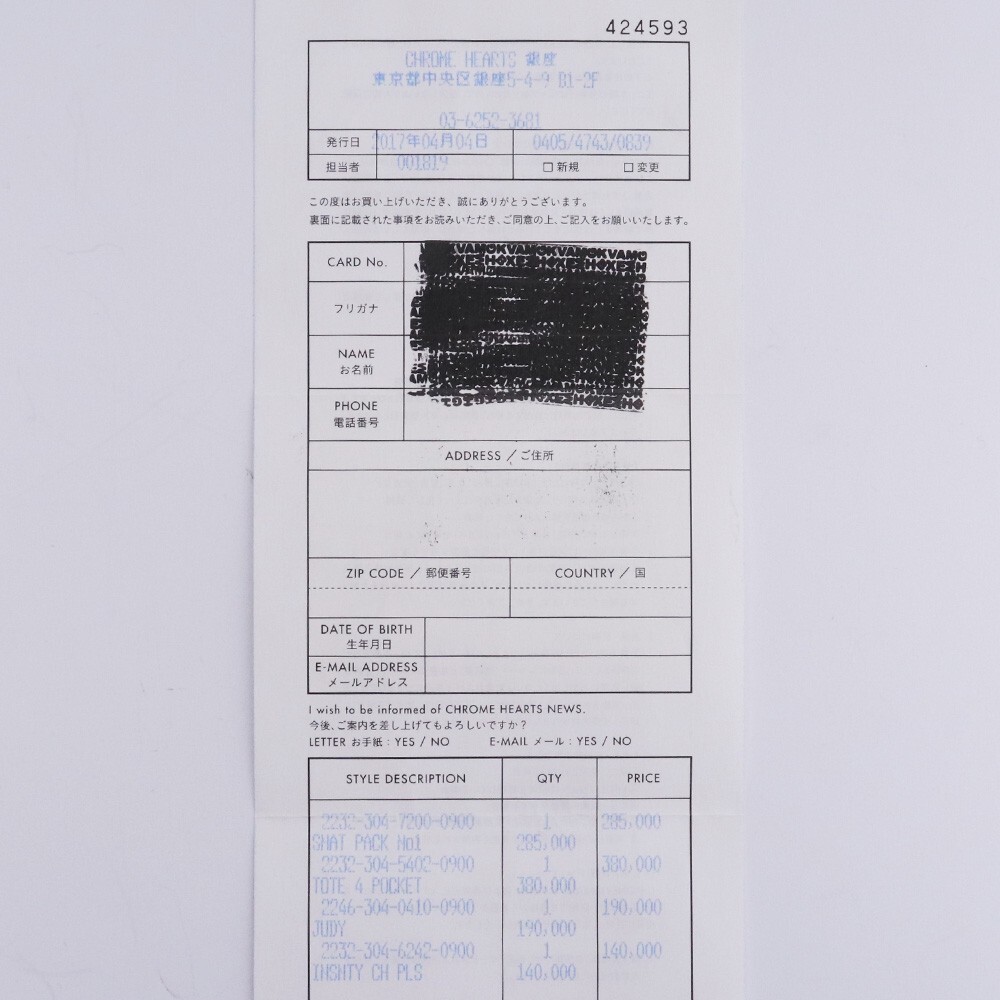 424593
CHROME HEARTS 銀座
東京都中央区銀座5-4-9 B1-2F
03-6252-3681
発行日 2017年04月04日 0405/4743/0839
担当者 001819 □新規 □変更
この度はお買い上げいただき、誠にありがとうございます。
裏面に記載された事項をお読みいただき、ご同意の上、ご記入をお願いいたします。
CARD No.
フリガナ
NAME
お名前
PHONE
電話番号
ADDRESS / ご住所
ZIP CODE / 郵便番号 COUNTRY / 国
DATE OF BIRTH
生年月日
E-MAIL ADDRESS
メールアドレス
I wish to be informed of CHROME HEARTS NEWS.
今後、ご案内を差し上げてもよろしいですか？
LETTER お手紙 : YES / NO E-MAIL メール : YES / NO
STYLE DESCRIPTION QTY PRICE
2232-304-7200-0900 1 285,000
SNAT PACK No1 285,000
2232-304-5402-0900 1 380,000
TOTE 4 POCKET 380,000
2246-304-0410-0900 1 190,000
JUDY 190,000
2232-304-6242-0900 1 140,000
INSHTY CH PLS 140,000